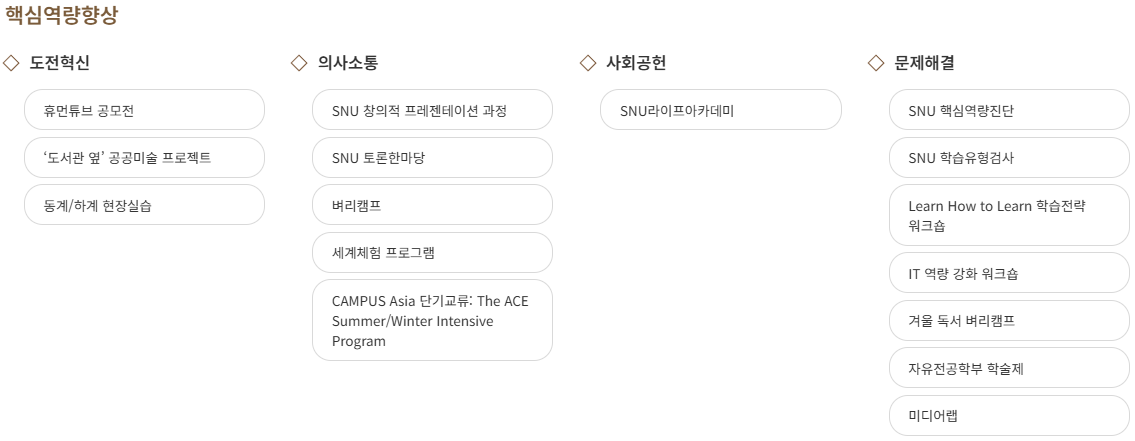 핵심역량향상
도전혁신
휴먼튜브 공모전
‘도서관 옆’ 공공미술 프로젝트
동계/하계 현장실습
의사소통
SNU 창의적 프레젠테이션 과정
SNU 토론한마당
벼리캠프
세계체험 프로그램
CAMPUS Asia 단기교류: The ACE
Summer/Winter Intensive
Program
사회공헌
SNU라이프아카데미
문제해결
SNU 핵심역량진단
SNU 학습유형검사
Learn How to Learn 학습전략
워크숍
IT 역량 강화 워크숍
겨울 독서 벼리캠프
자유전공학부 학술제
미디어랩